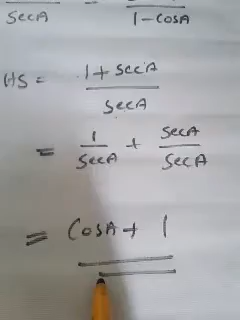 SecA = 1-COSA
HS = 1+SecA / SecA
= 1/SecA + SecA/SecA
= COSA + 1